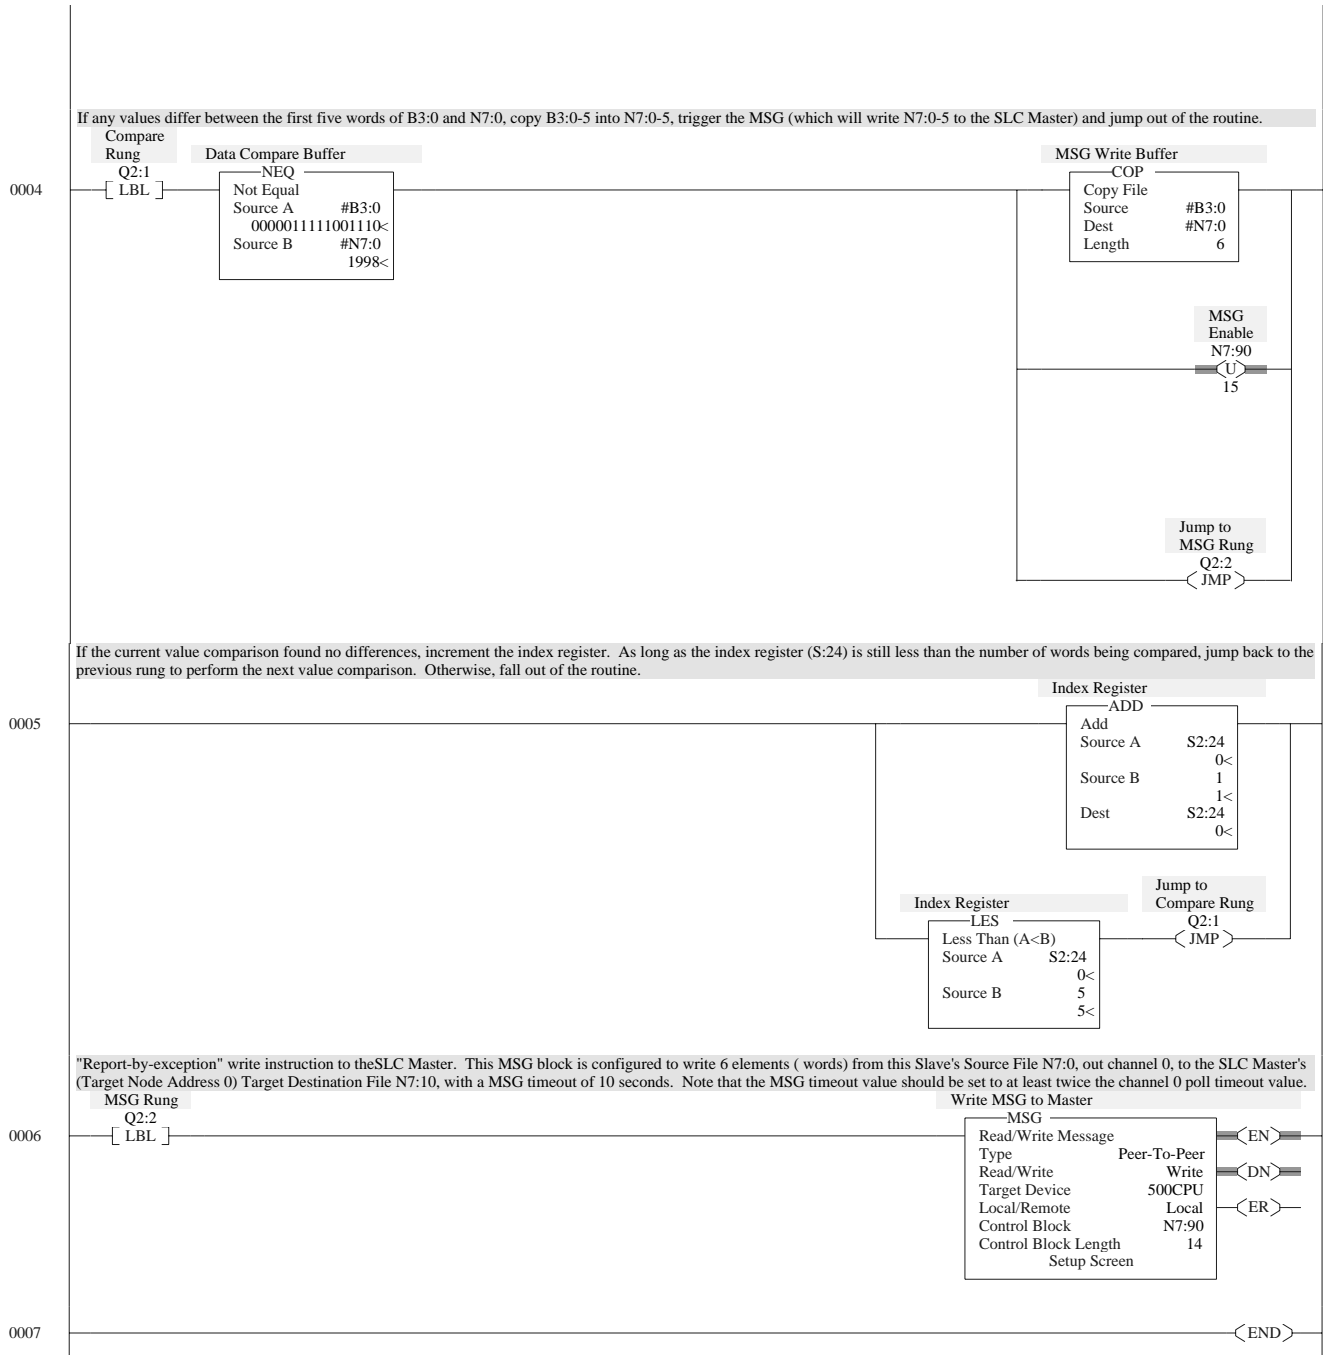 If any values differ between the first five words of B3:0 and N7:0, copy B3:0-5 into N7:0-5, trigger the MSG (which will write N7:0-5 to the SLC Master) and jump out of the routine.
Compare
Rung
Q2:1
LBL
Data Compare Buffer
NEQ
Not Equal
Source A #B3:0
0000011111001110<
Source B #N7:0
1998<
MSG Write Buffer
COP
Copy File
Source #B3:0
Dest #N7:0
Length 6
0004
MSG
Enable
N7:90
U
15
Jump to
MSG Rung
Q2:2
JMP
If the current value comparison found no differences, increment the index register. As long as the index register (S:24) is still less than the number of words being compared, jump back to the
previous rung to perform the next value comparison. Otherwise, fall out of the routine.
Index Register
ADD
Add
Source A S2:24
0<
Source B 1
1<
Dest S2:24
0<
0005
Index Register
LES
Less Than (A<B)
Source A S2:24
0<
Source B 5
5<
Jump to
Compare Rung
Q2:1
JMP
"Report-by-exception" write instruction to theSLC Master. This MSG block is configured to write 6 elements ( words) from this Slave's Source File N7:0, out channel 0, to the SLC Master's
(Target Node Address 0) Target Destination File N7:10, with a MSG timeout of 10 seconds. Note that the MSG timeout value should be set to at least twice the channel 0 poll timeout value.
MSG Rung
Q2:2
LBL
0006
Write MSG to Master
MSG
Read/Write Message
Type Peer-To-Peer
Read/Write Write
Target Device 500CPU
Local/Remote Local
Control Block N7:90
Control Block Length 14
Setup Screen
EN
DN
ER
0007
END